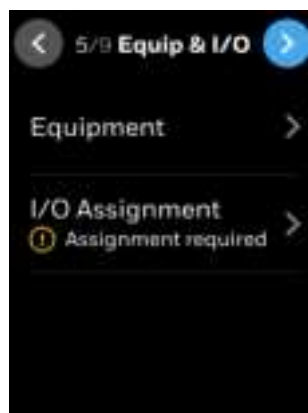 5/9 Equip & I/O
Equipment
I/O Assignment
Assignment required